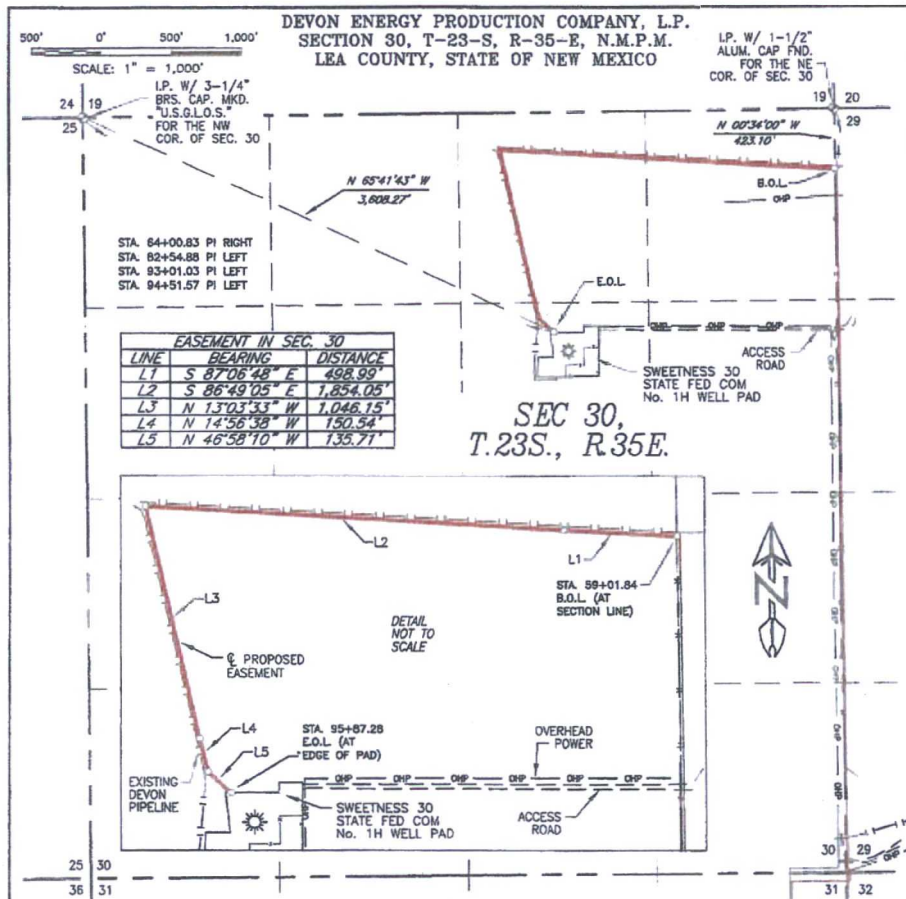 DEVON ENERGY PRODUCTION COMPANY, L.P.
SECTION 30, T-23-S, R-35-E, N.M.P.M.
LEA COUNTY, STATE OF NEW MEXICO
500' 0' 500' 1,000'
SCALE: 1" = 1,000'
I.P. W/ 3-1/4"
BRS. CAP. MKD.
"U.S.G.L.O.S."
FOR THE NW
COR. OF SEC. 30
24 19
25
I.P. W/ 1-1/2"
ALUM. CAP FND.
FOR THE NE
COR. OF SEC. 30
19 20
29
N 00°34'00" W
423.10'
B.O.L.
OHP
N 65°41'43" W
3,608.27'
STA. 64+00.83 PI RIGHT
STA. 82+54.88 PI LEFT
STA. 93+01.03 PI LEFT
STA. 94+51.57 PI LEFT
E.O.L.
OHP OHP OHP
ACCESS
ROAD
SWEETNESS 30
STATE FED COM
No. 1H WELL PAD
EASEMENT IN SEC. 30
LINE BEARING DISTANCE
L1 S 87°06'48" E 498.99'
L2 S 86°49'05" E 1,854.05'
L3 N 13°03'33" W 1,046.15'
L4 N 14°56'38" W 150.54'
L5 N 46°58'10" W 135.71'
SEC 30,
T.23S., R.35E.
L2
L1
STA. 59+01.84
B.O.L. (AT
SECTION LINE)
L3
DETAIL
NOT TO
SCALE
℄ PROPOSED
EASEMENT
L4
L5
STA. 95+87.28
E.O.L. (AT
EDGE OF PAD)
OVERHEAD
POWER
EXISTING
DEVON
PIPELINE
OHP OHP OHP OHP OHP OHP
SWEETNESS 30
STATE FED COM
No. 1H WELL PAD
ACCESS
ROAD
N
OHP
OHP
OHP
OHP
25 30
36 31
30 29
31 32